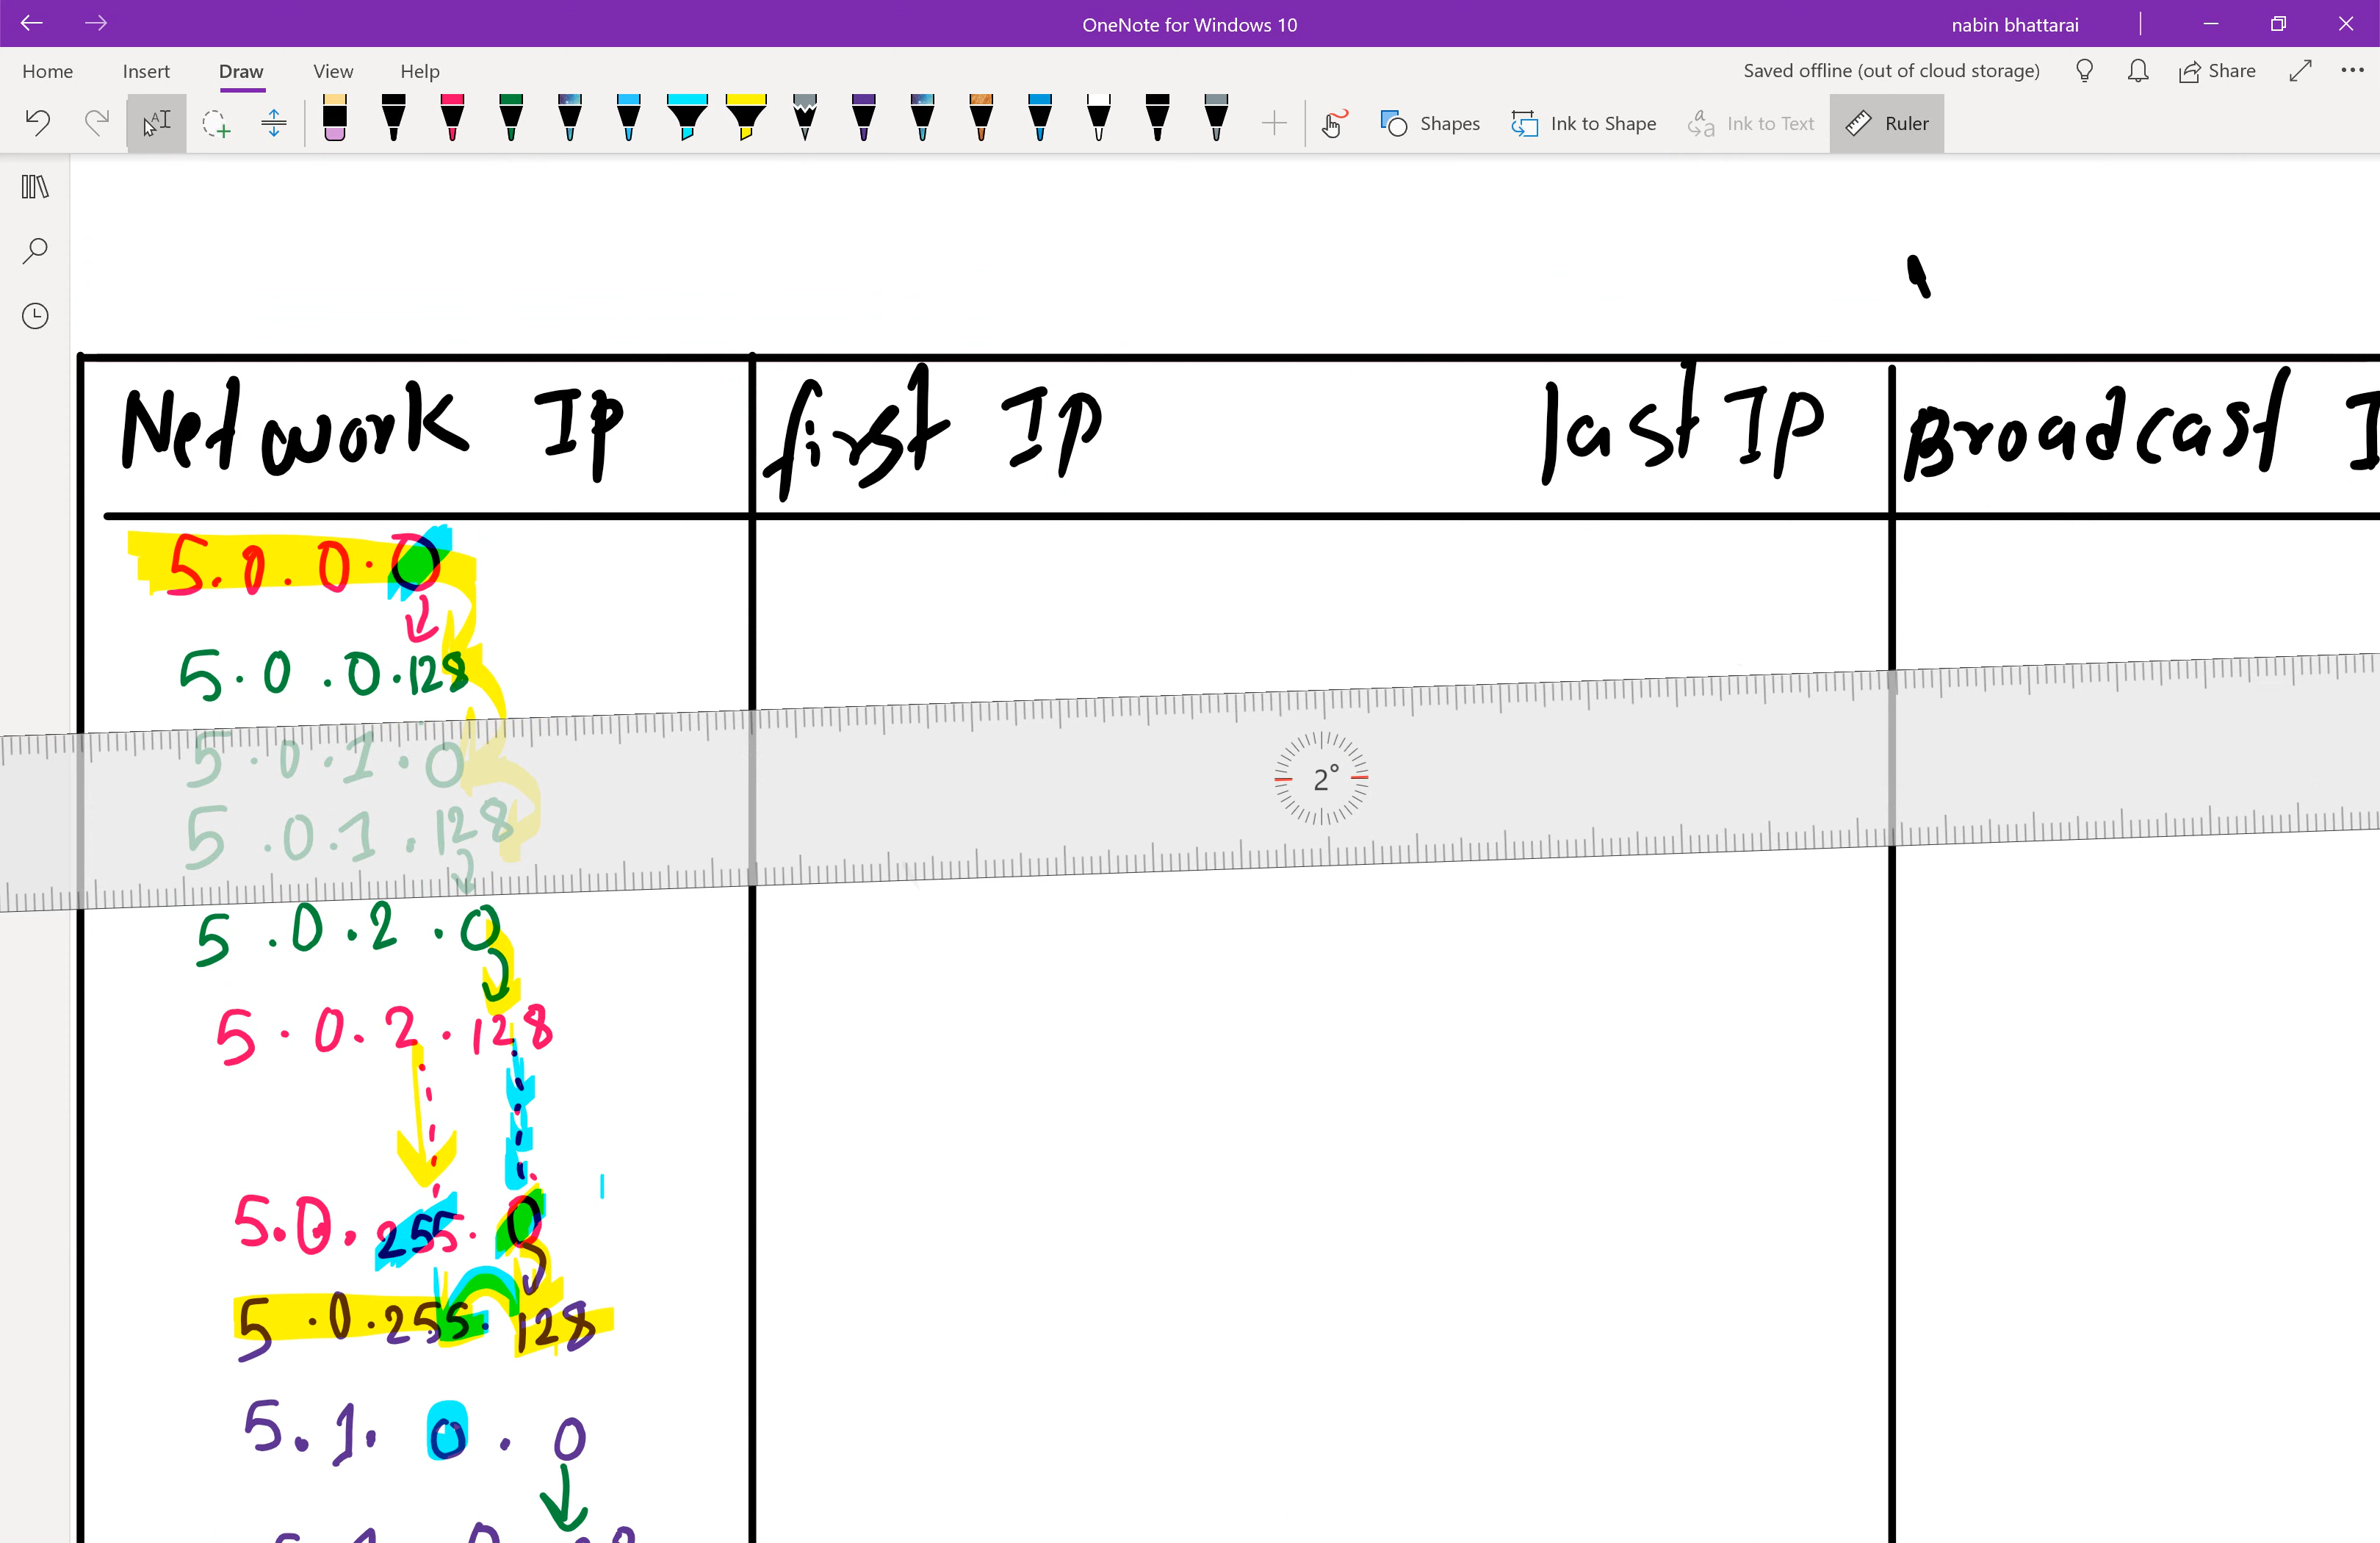 OneNote for Windows 10
nabin bhattarai
Home Insert Draw View Help
Saved offline (out of cloud storage)
Share
Shapes
Ink to Shape
Ink to Text
Ruler
Network Ip first IP last IP Broadcast I
5.0.0.0
5.0.0.128
5.0.1.0
2°
5.0.1.128
5.0.2.0
5.0.2.128
5.0.255.0
5.0.255.128
5.1.0.0